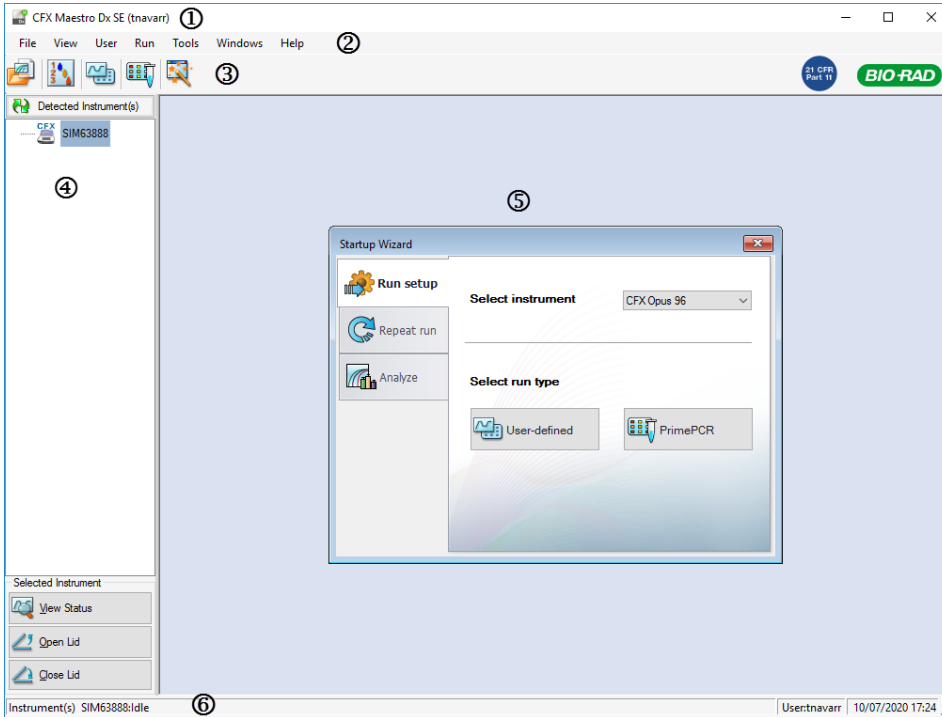 CFX Maestro Dx SE (tnavarr) ①
File View User Run Tools Windows Help ②
③
21 CFR
Part 11
BIO-RAD
Detected Instrument(s)
CFX SIM63888
④
⑤
Startup Wizard
Run setup
Repeat run
Analyze
Select instrument CFX Opus 96
Select run type
User-defined PrimePCR
Selected Instrument
View Status
Open Lid
Close Lid
Instrument(s) SIM63888:Idle ⑥ User:tnavarr 10/07/2020 17:24